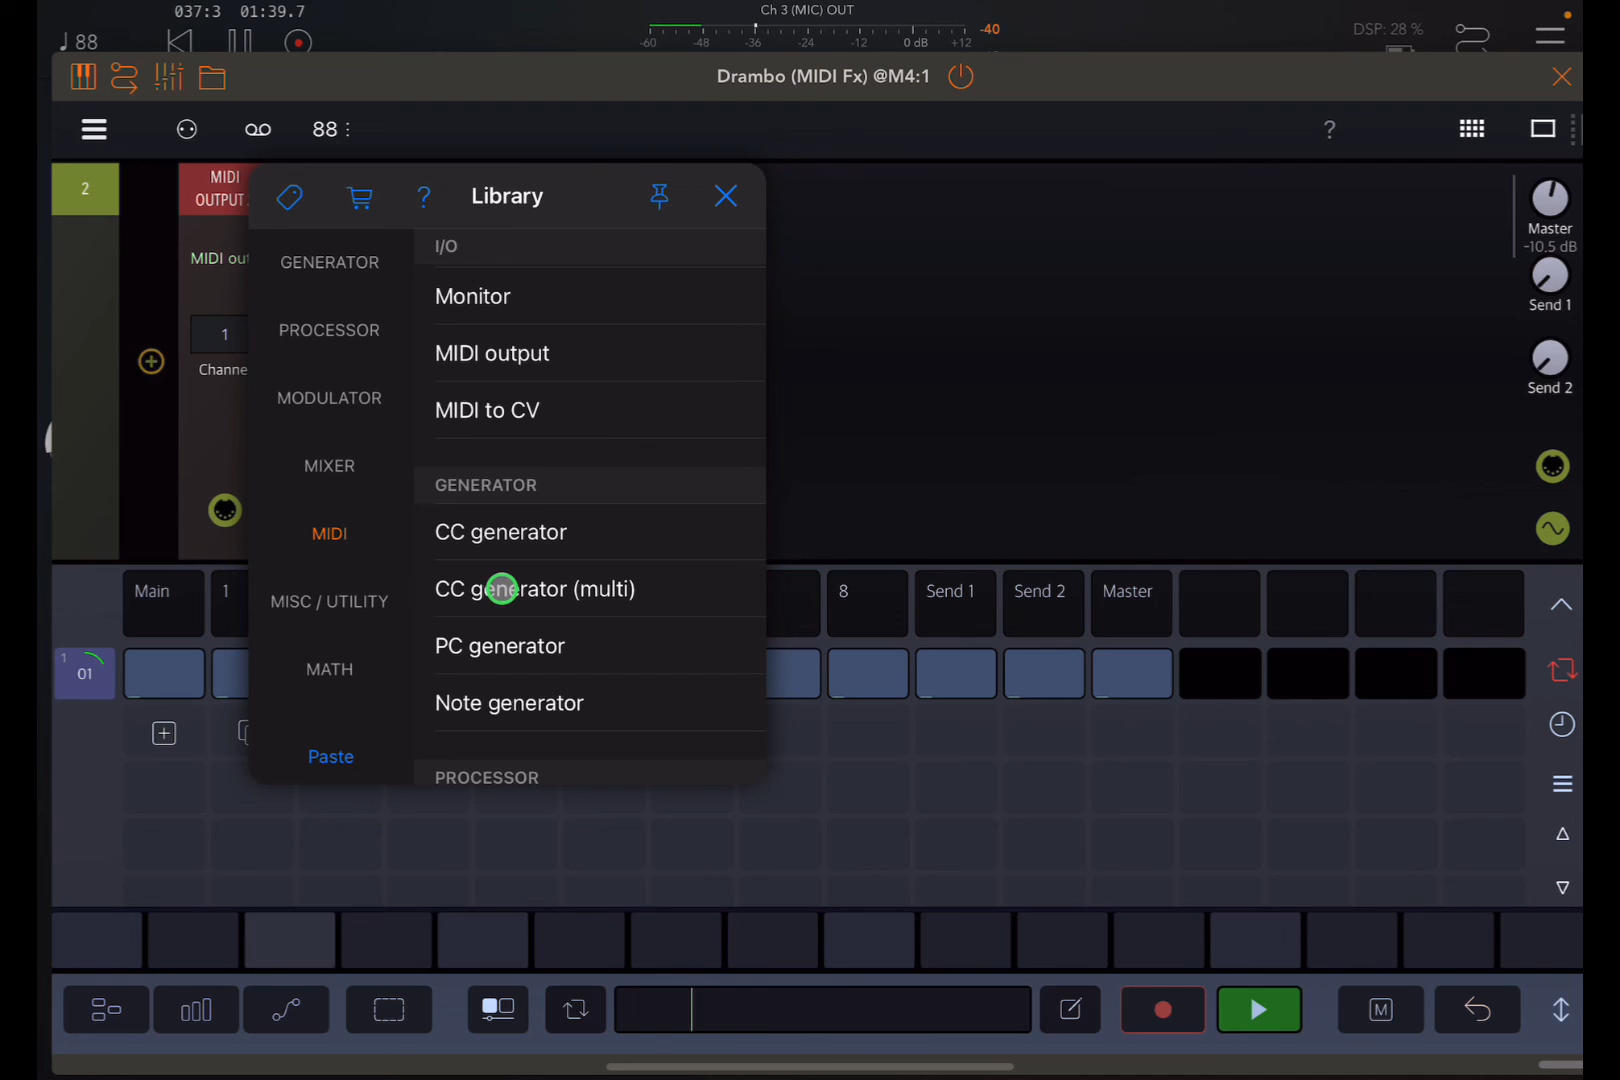 037:3 01:39.7
Ch 3 (MIC) OUT
♩88
-60 -48 -36 -24 -12 0 dB +12
-40
DSP: 28 %
Drambo (MIDI Fx) @M4:1
88
?
2
MIDI
OUTPUT
? Library
Master
-10.5 dB
MIDI out
GENERATOR
I/O
Monitor
Send 1
1
PROCESSOR
MIDI output
Channe
MODULATOR
MIDI to CV
Send 2
MIXER
GENERATOR
MIDI
CC generator
MISC / UTILITY
CC generator (multi)
MATH
PC generator
Note generator
Paste
PROCESSOR
Main 1 8 Send 1 Send 2 Master
1
01
M